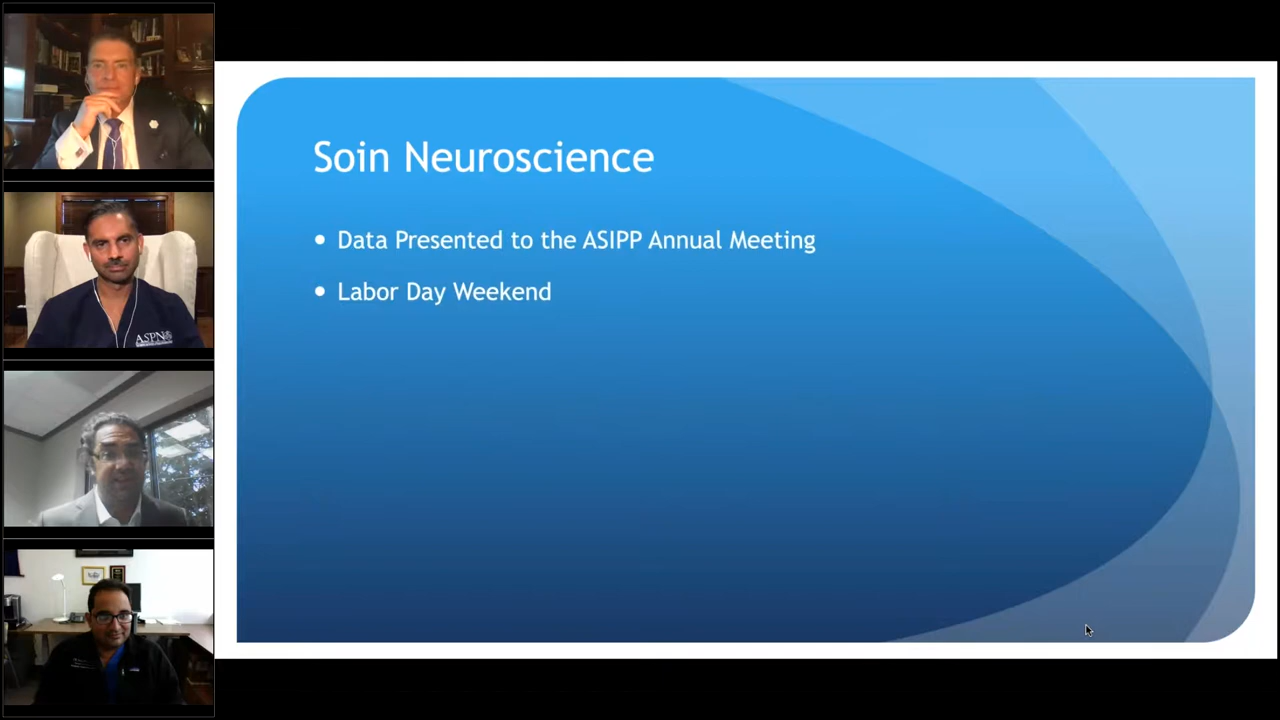 Soin Neuroscience
• Data Presented to the ASIPP Annual Meeting
• Labor Day Weekend
ASPN